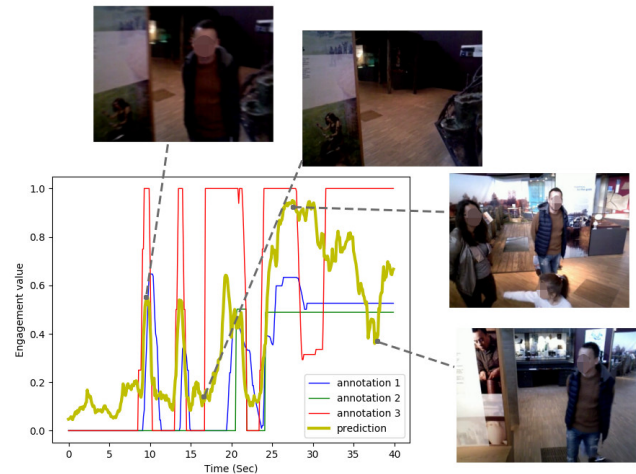 1.0
0.8
0.6
0.4
0.2
0.0
Engagement value
annotation 1
annotation 2
annotation 3
prediction
0 5 10 15 20 25 30 35 40
Time (Sec)